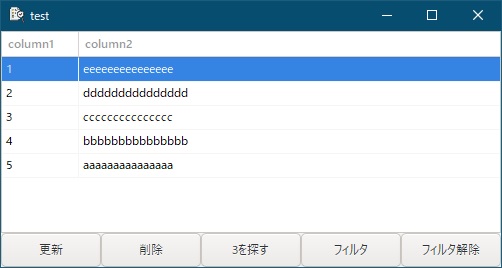 test
column1 column2
1 eeeeeeeeeeeeeee
2 ddddddddddddddd
3 ccccccccccccccc
4 bbbbbbbbbbbbbbb
5 aaaaaaaaaaaaaaa
更新 削除 3を探す フィルタ フィルタ解除